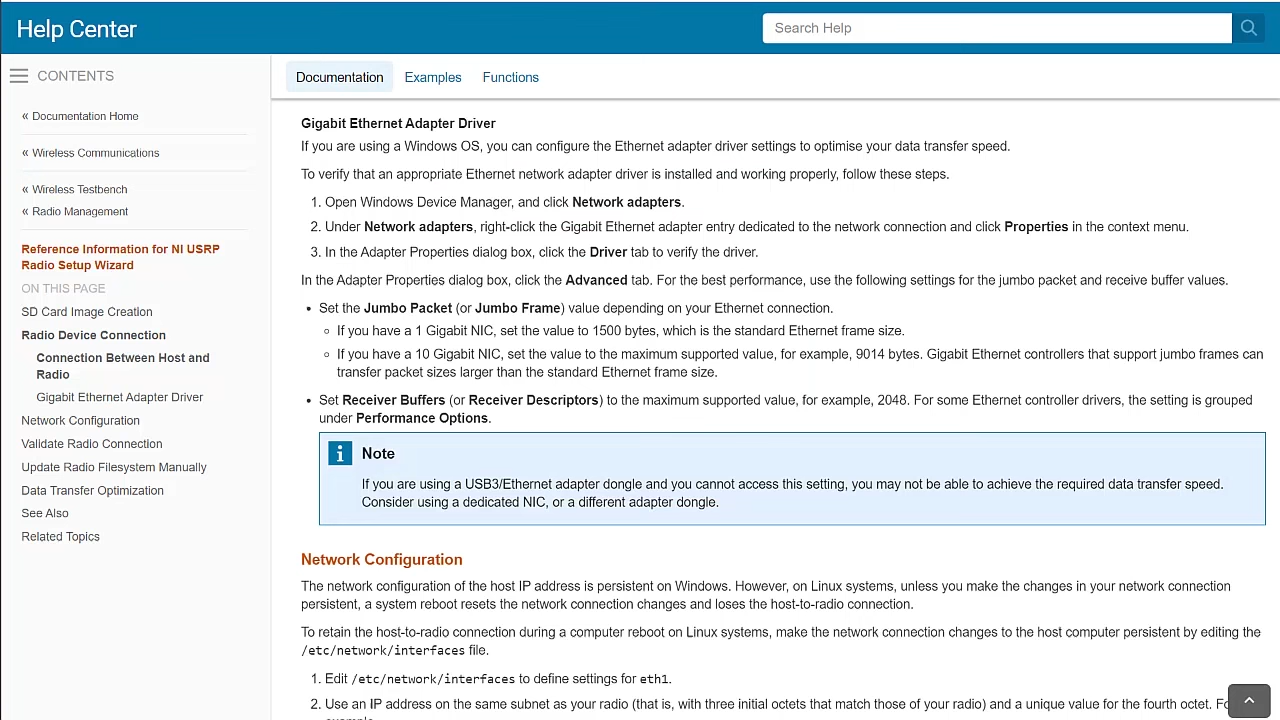 Help Center
Search Help
CONTENTS
« Documentation Home
« Wireless Communications
« Wireless Testbench
« Radio Management
Reference Information for NI USRP
Radio Setup Wizard
ON THIS PAGE
SD Card Image Creation
Radio Device Connection
Connection Between Host and
Radio
Gigabit Ethernet Adapter Driver
Network Configuration
Validate Radio Connection
Update Radio Filesystem Manually
Data Transfer Optimization
See Also
Related Topics
Documentation Examples Functions
Gigabit Ethernet Adapter Driver
If you are using a Windows OS, you can configure the Ethernet adapter driver settings to optimise your data transfer speed.
To verify that an appropriate Ethernet network adapter driver is installed and working properly, follow these steps.
1. Open Windows Device Manager, and click Network adapters.
2. Under Network adapters, right-click the Gigabit Ethernet adapter entry dedicated to the network connection and click Properties in the context menu.
3. In the Adapter Properties dialog box, click the Driver tab to verify the driver.
In the Adapter Properties dialog box, click the Advanced tab. For the best performance, use the following settings for the jumbo packet and receive buffer values.
• Set the Jumbo Packet (or Jumbo Frame) value depending on your Ethernet connection.
◦ If you have a 1 Gigabit NIC, set the value to 1500 bytes, which is the standard Ethernet frame size.
◦ If you have a 10 Gigabit NIC, set the value to the maximum supported value, for example, 9014 bytes. Gigabit Ethernet controllers that support jumbo frames can
transfer packet sizes larger than the standard Ethernet frame size.
• Set Receiver Buffers (or Receiver Descriptors) to the maximum supported value, for example, 2048. For some Ethernet controller drivers, the setting is grouped
under Performance Options.
i Note
If you are using a USB3/Ethernet adapter dongle and you cannot access this setting, you may not be able to achieve the required data transfer speed.
Consider using a dedicated NIC, or a different adapter dongle.
Network Configuration
The network configuration of the host IP address is persistent on Windows. However, on Linux systems, unless you make the changes in your network connection
persistent, a system reboot resets the network connection changes and loses the host-to-radio connection.
To retain the host-to-radio connection during a computer reboot on Linux systems, make the network connection changes to the host computer persistent by editing the
/etc/network/interfaces file.
1. Edit /etc/network/interfaces to define settings for eth1.
2. Use an IP address on the same subnet as your radio (that is, with three initial octets that match those of your radio) and a unique value for the fourth octet.